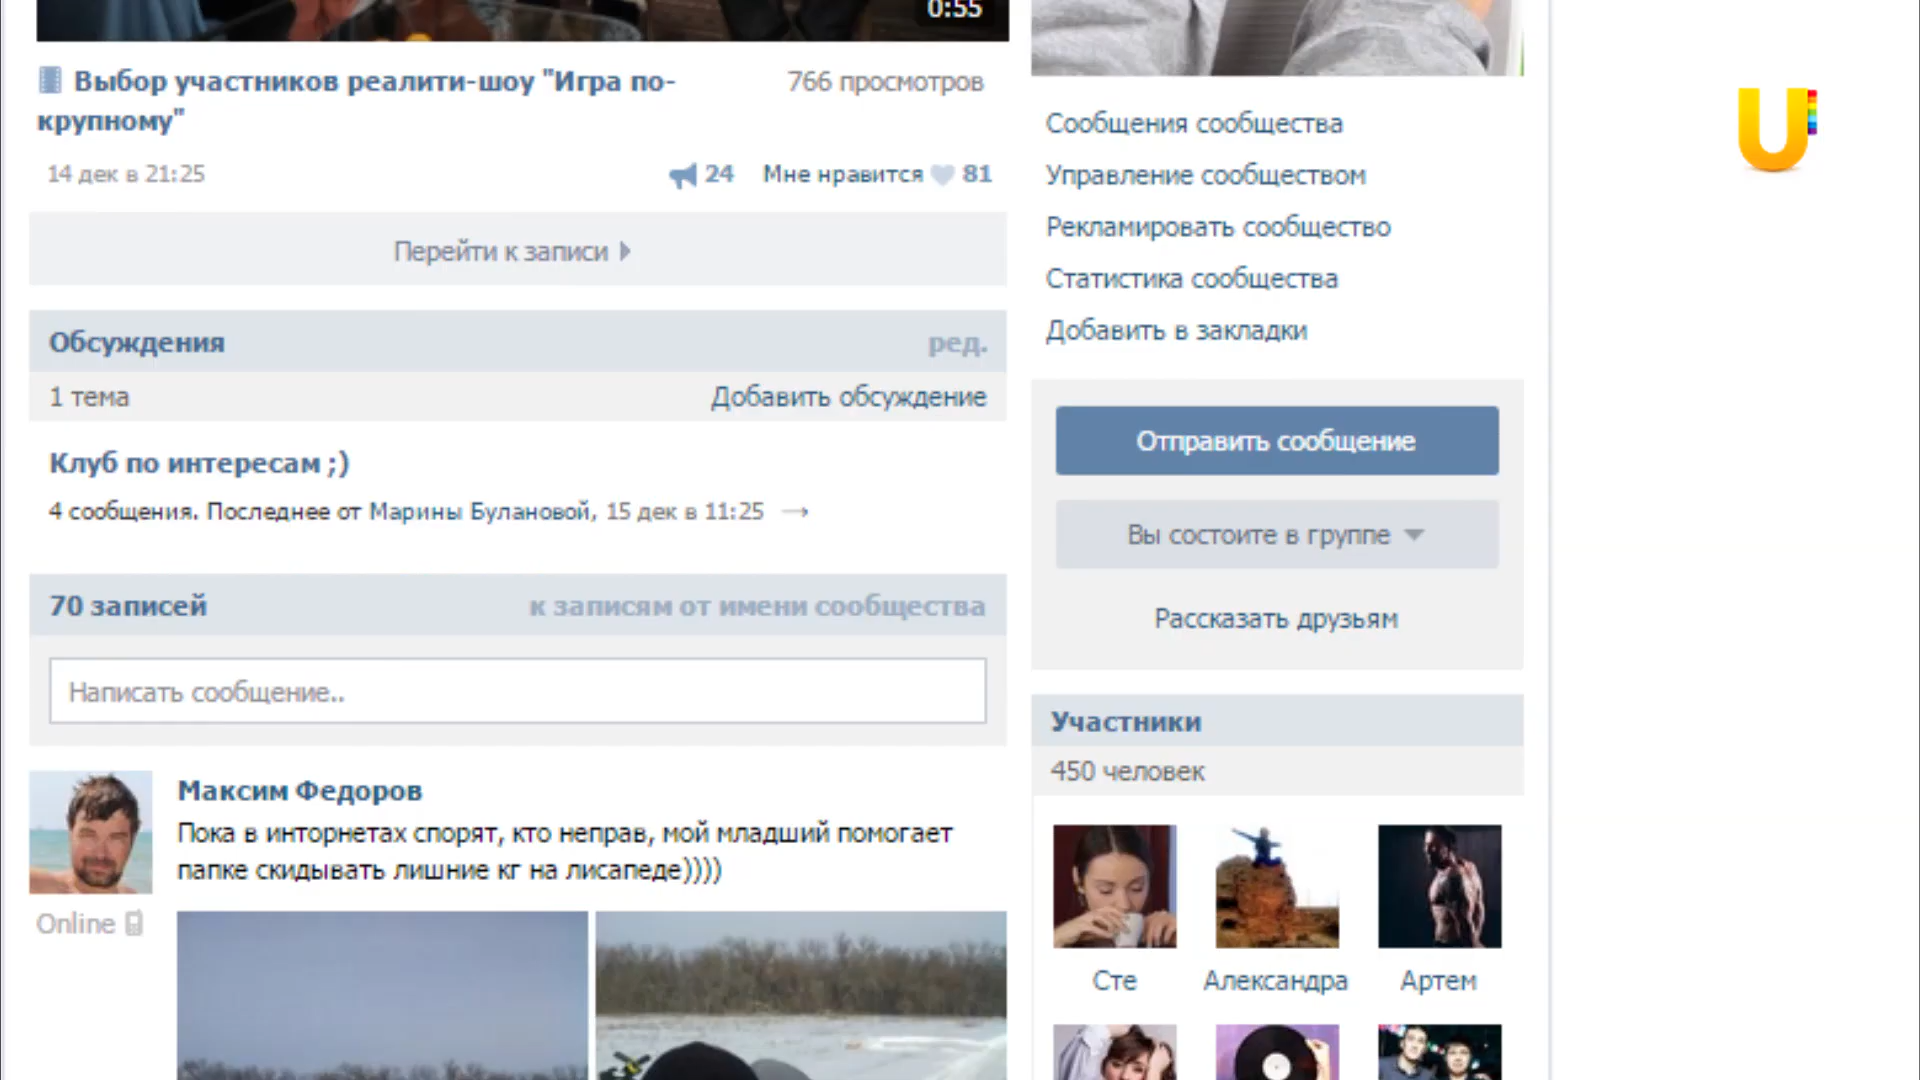 0:55
Выбор участников реалити-шоу "Игра по-
крупному"
766 просмотров
14 дек в 21:25
24 Мне нравится 81
Перейти к записи
Обсуждения ред.
1 тема Добавить обсуждение
Клуб по интересам ;)
4 сообщения. Последнее от Марины Булановой, 15 дек в 11:25 →
70 записей к записям от имени сообщества
Написать сообщение..
Максим Федоров
Пока в инторнетах спорят, кто неправ, мой младший помогает
папке скидывать лишние кг на лисапеде))))
Online
Сообщения сообщества
Управление сообществом
Рекламировать сообщество
Статистика сообщества
Добавить в закладки
Отправить сообщение
Вы состоите в группе
Рассказать друзьям
Участники
450 человек
Сте Александра Артем
U